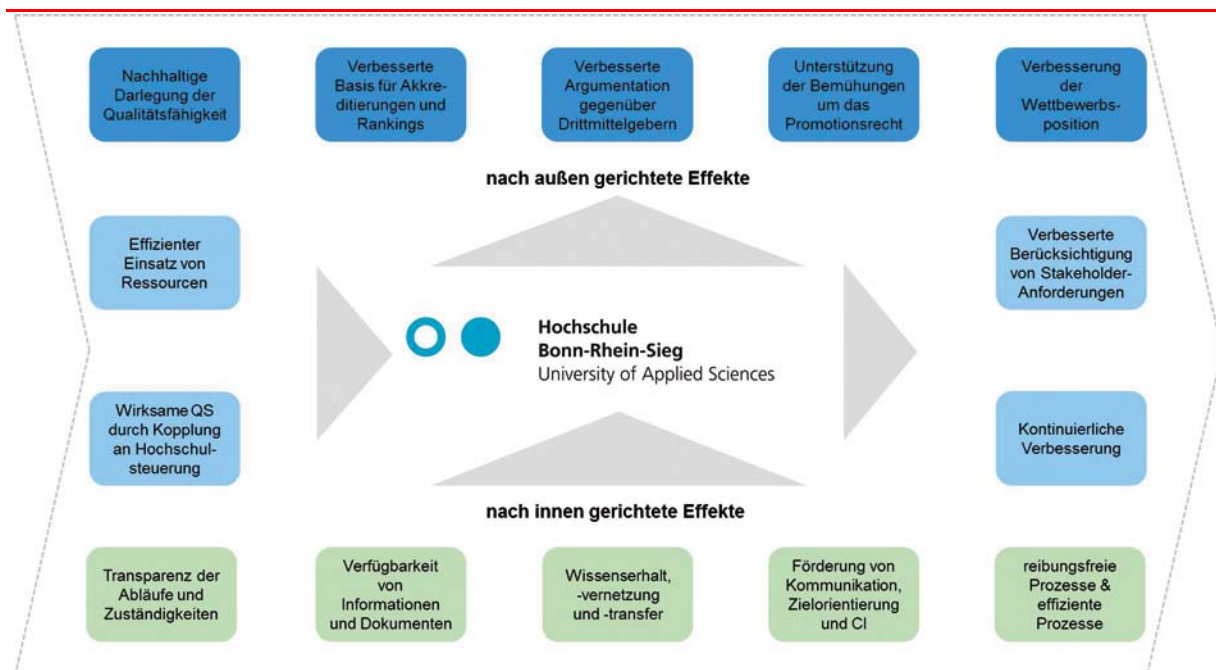 Nachhaltige
Darlegung der
Qualitätsfähigkeit
Verbesserte
Basis für Akkre-
ditierungen und
Rankings
Verbesserte
Argumentation
gegenüber
Drittmittelgebern
Unterstützung
der Bemühungen
um das
Promotionsrecht
Verbesserung
der
Wettbewerbs-
position
nach außen gerichtete Effekte
Effizienter
Einsatz von
Ressourcen
Verbesserte
Berücksichtigung
von Stakeholder-
Anforderungen
Hochschule
Bonn-Rhein-Sieg
University of Applied Sciences
Wirksame QS
durch Kopplung
an Hochschul-
steuerung
Kontinuierliche
Verbesserung
nach innen gerichtete Effekte
Transparenz der
Abläufe und
Zuständigkeiten
Verfügbarkeit
von
Informationen
und Dokumenten
Wissenserhalt,
-vernetzung
und -transfer
Förderung von
Kommunikation,
Zielorientierung
und CI
reibungsfreie
Prozesse &
effiziente
Prozesse